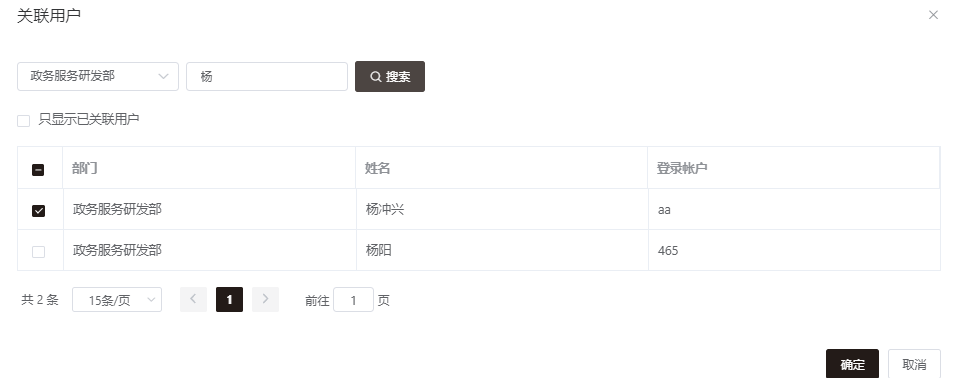 关联用户
政务服务研发部 杨 搜索
只显示已关联用户
部门 姓名 登录帐户
政务服务研发部 杨冲兴 aa
政务服务研发部 杨阳 465
共 2 条 15条/页 1 前往 1 页
确定 取消